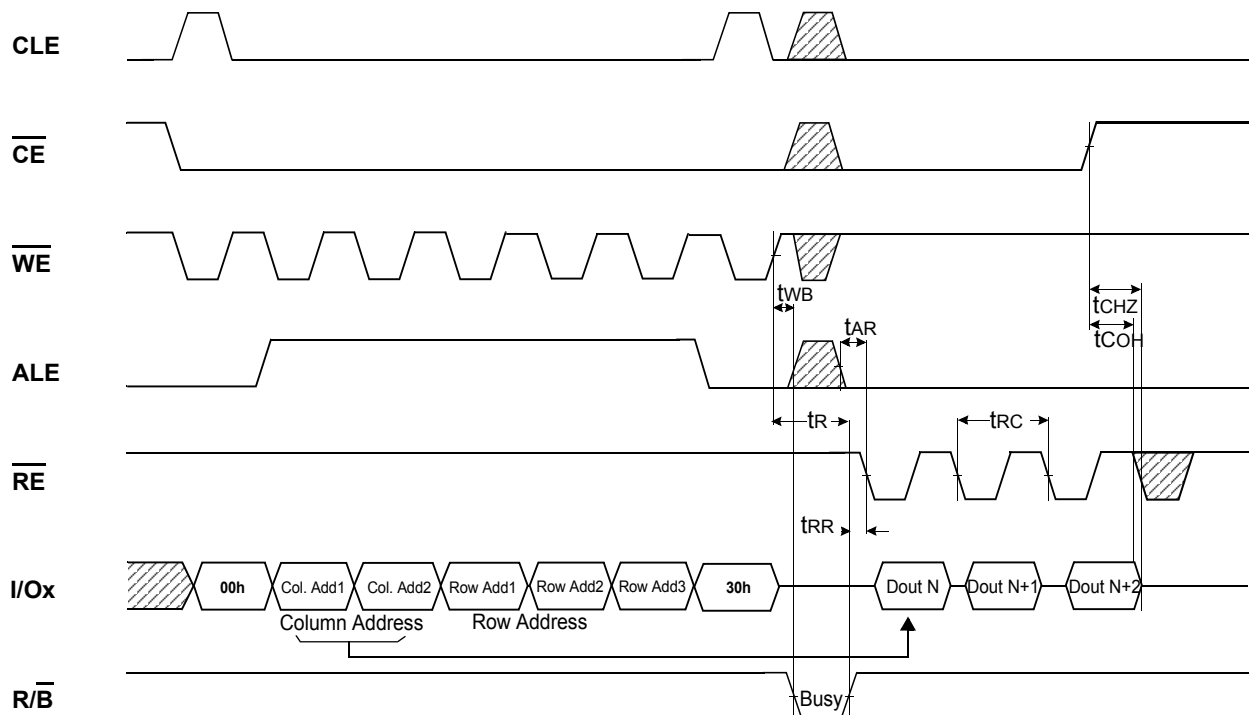 CLE
CE
WE
tWB
tCHZ
tAR
tCOH
ALE
tR
tRC
RE
tRR
I/Ox
00h
Col. Add1
Col. Add2
Row Add1
Row Add2
Row Add3
30h
Dout N
Dout N+1
Dout N+2
Column Address
Row Address
R/B
Busy